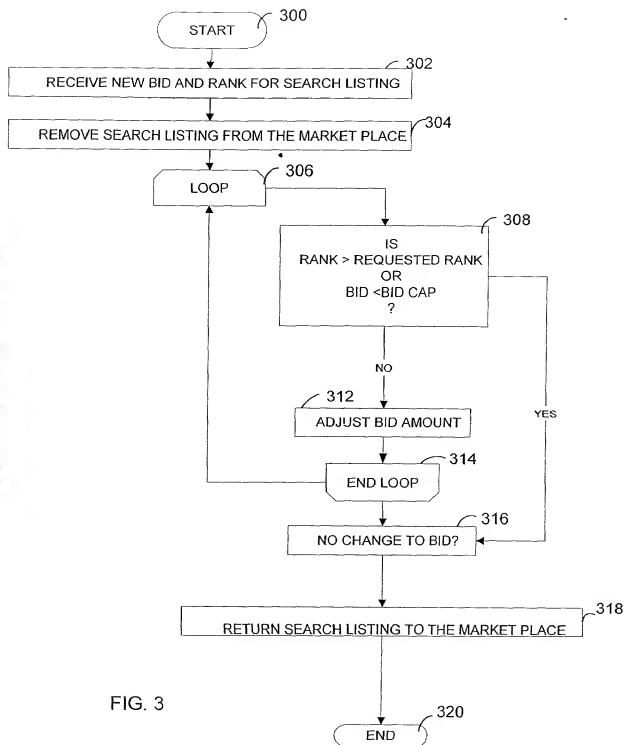 START
300
302
RECEIVE NEW BID AND RANK FOR SEARCH LISTING
304
REMOVE SEARCH LISTING FROM THE MARKET PLACE
306
LOOP
308
IS
RANK > REQUESTED RANK
OR
BID <BID CAP
?
NO
YES
312
ADJUST BID AMOUNT
314
END LOOP
316
NO CHANGE TO BID?
318
RETURN SEARCH LISTING TO THE MARKET PLACE
FIG. 3
320
END